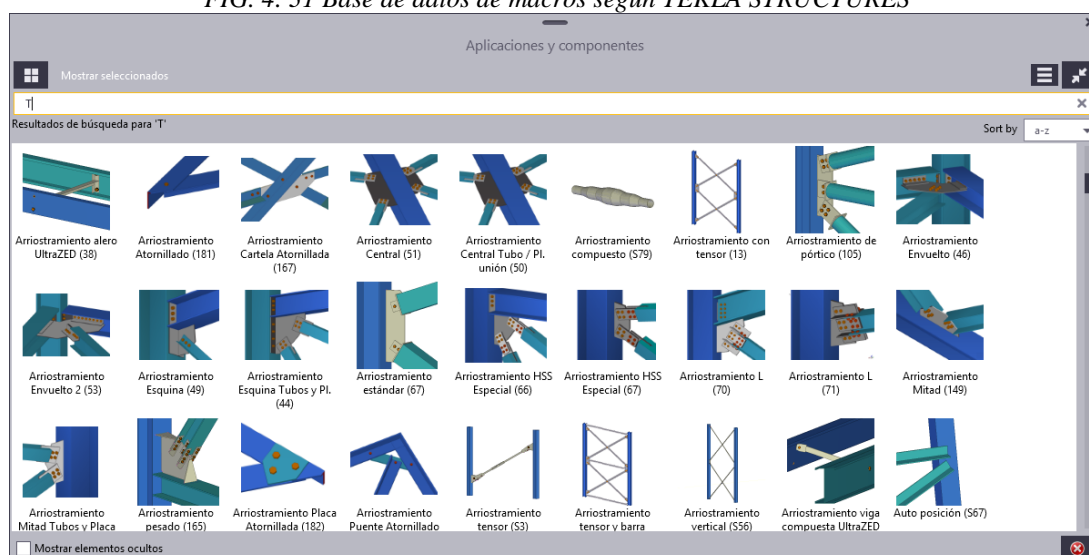 FIG. 4. 51 Base de datos de macros según TEKLA STRUCTURES
Aplicaciones y componentes
Mostrar seleccionados
T
Resultados de búsqueda para 'T'
Sort by a-z
Arriostramiento alero UltraZED (38)
Arriostramiento Atornillado (181)
Arriostramiento Cartela Atornillada (167)
Arriostramiento Central (51)
Arriostramiento Central Tubo / Pl. unión (50)
Arriostramiento compuesto (S79)
Arriostramiento con tensor (13)
Arriostramiento de pórtico (105)
Arriostramiento Envuelto (46)
Arriostramiento Envuelto 2 (53)
Arriostramiento Esquina (49)
Arriostramiento Esquina Tubos y Pl. (44)
Arriostramiento estándar (67)
Arriostramiento HSS Especial (66)
Arriostramiento HSS Especial (67)
Arriostramiento L (70)
Arriostramiento L (71)
Arriostramiento Mitad (149)
Arriostramiento Mitad Tubos y Placa
Arriostramiento pesado (165)
Arriostramiento Placa Atornillada (182)
Arriostramiento Puente Atornillado
Arriostramiento tensor (S3)
Arriostramiento tensor y barra
Arriostramiento vertical (S56)
Arriostramiento viga compuesta UltraZED
Auto posición (S67)
Mostrar elementos ocultos